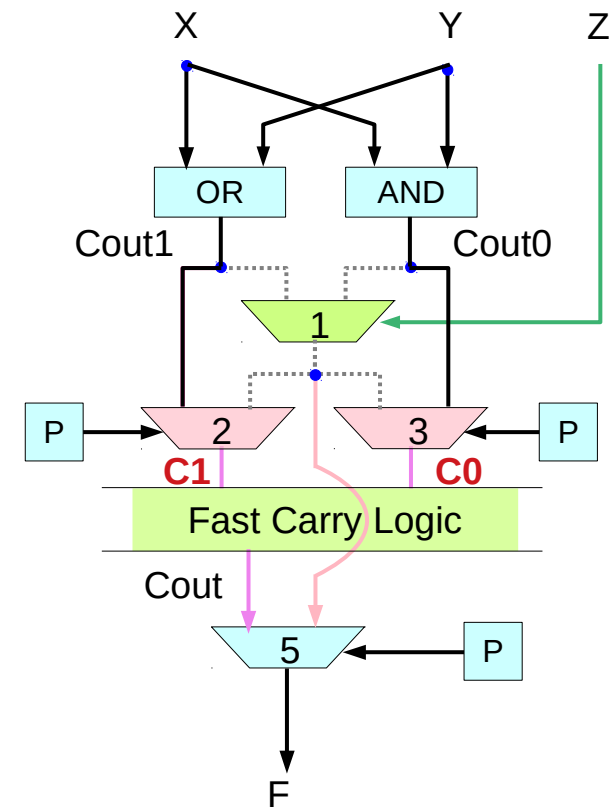 X Y Z
OR AND
Cout1 Cout0
1
P 2 3 P
C1 C0
Fast Carry Logic
Cout
5 P
F